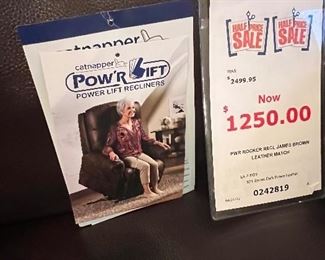 catnapper
catnapper
POW'R LIFT
POWER LIFT RECLINERS
HALF PRICE
SALE
HALF PRICE
SALE
WAS
$2499.95
Now
$1250.00
PWR ROCKER RECL JAMES BROWN
LEATHER MATCH
0242819